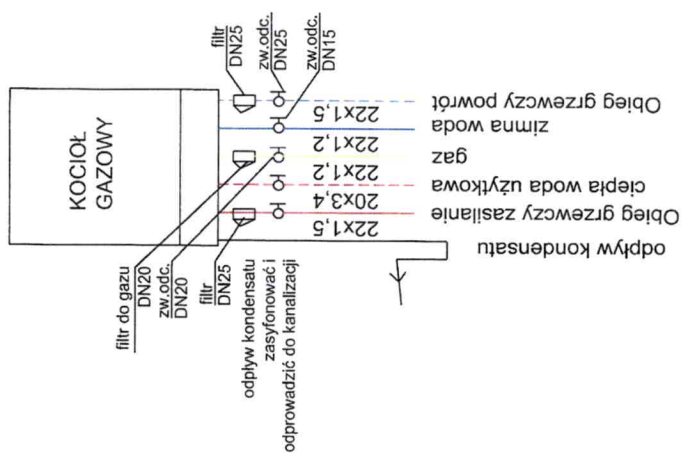 KOCIOŁ
GAZOWY
filtr
DN25
zw.odc.
DN25
zw.odc.
DN15
filtr do gazu
DN20
zw.odc.
DN20
filtr
DN25
odpływ kondensatu
zasyfonować i
odprowadzić do kanalizacji
22x1,5
Obieg grzewczy powrót
zimna woda
22x1,2
gaz
22x1,2
ciepła woda użytkowa
20x3,4
Obieg grzewczy zasilanie
22x1,5
odpływ kondensatu